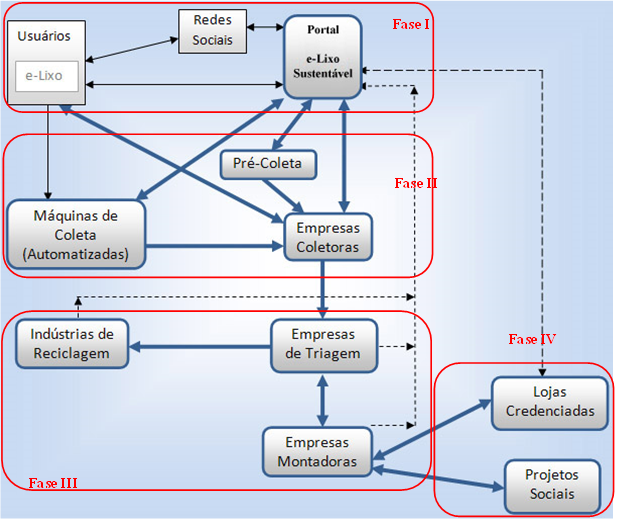 Usuários
e-Lixo
Redes
Sociais
Portal
e-Lixo
Sustentável
Fase I
Pré-Coleta
Fase II
Máquinas de
Coleta
(Automatizadas)
Empresas
Coletoras
Indústrias de
Reciclagem
Empresas
de Triagem
Fase IV
Lojas
Credenciadas
Empresas
Montadoras
Projetos
Sociais
Fase III